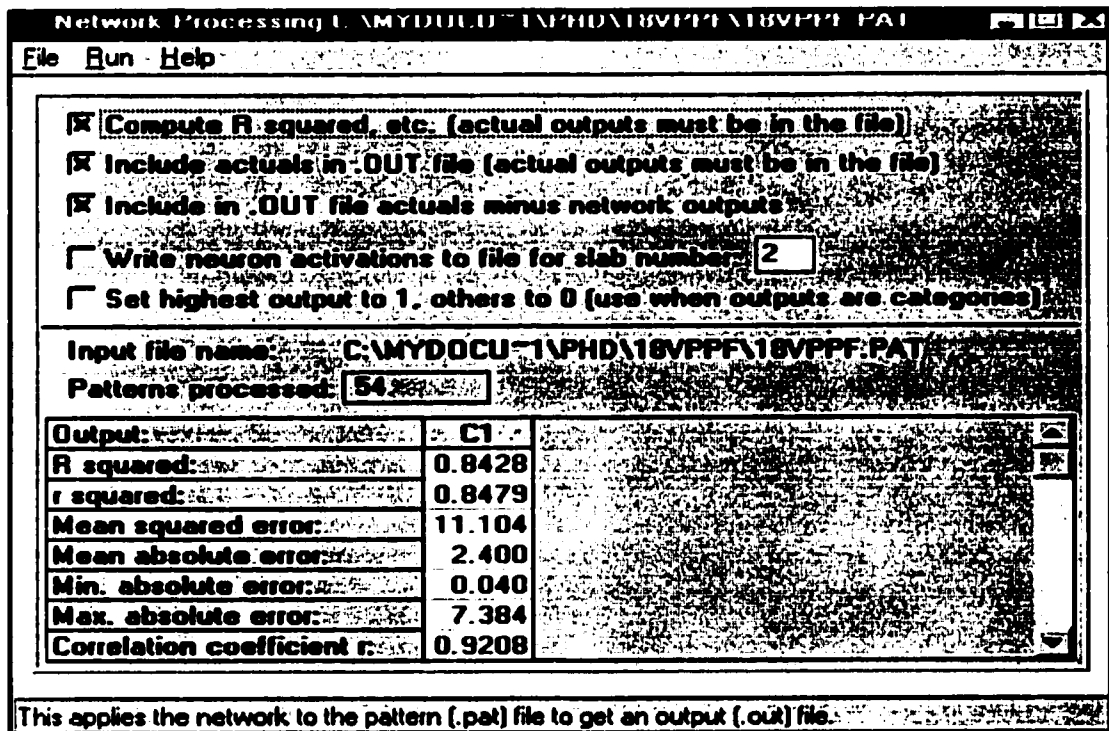 Network Processing C:\MYDOCU~1\PHD\18VPPF\18VPPF.PAT
File Run Help
Compute R squared, etc. (actual outputs must be in the file)
Include actuals in .OUT file (actual outputs must be in the file)
Include in .OUT file actuals minus network outputs
Write neuron activations to file for slab number: 2
Set highest output to 1, others to 0 (use when outputs are categories)
Input file name: C:\MYDOCU~1\PHD\18VPPF\18VPPF.PAT
Patterns processed: 54
Output: C1
R squared: 0.8428
r squared: 0.8479
Mean squared error: 11.104
Mean absolute error: 2.400
Min. absolute error: 0.040
Max. absolute error: 7.384
Correlation coefficient r: 0.9208
This applies the network to the pattern (.pat) file to get an output (.out) file.